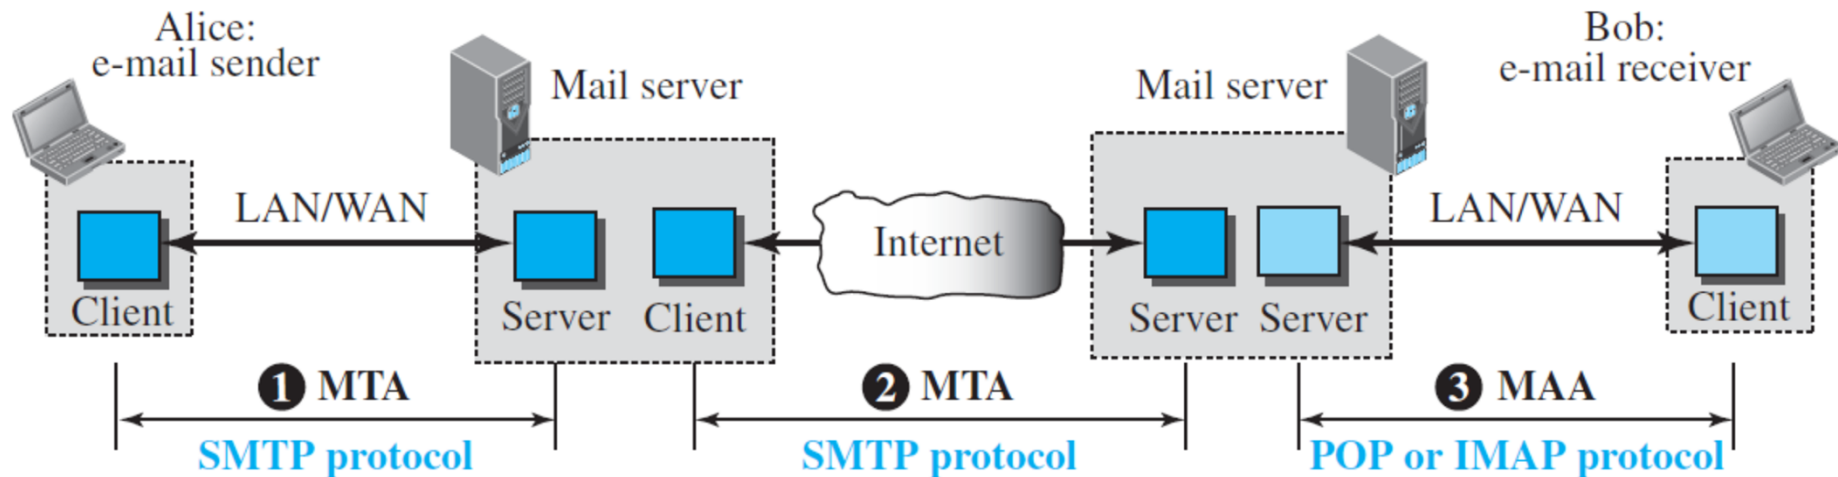 Alice:
e-mail sender
Mail server
Mail server
Bob:
e-mail receiver
LAN/WAN
Internet
LAN/WAN
Client
Server
Client
Server
Server
Client
1 MTA
2 MTA
3 MAA
SMTP protocol
SMTP protocol
POP or IMAP protocol